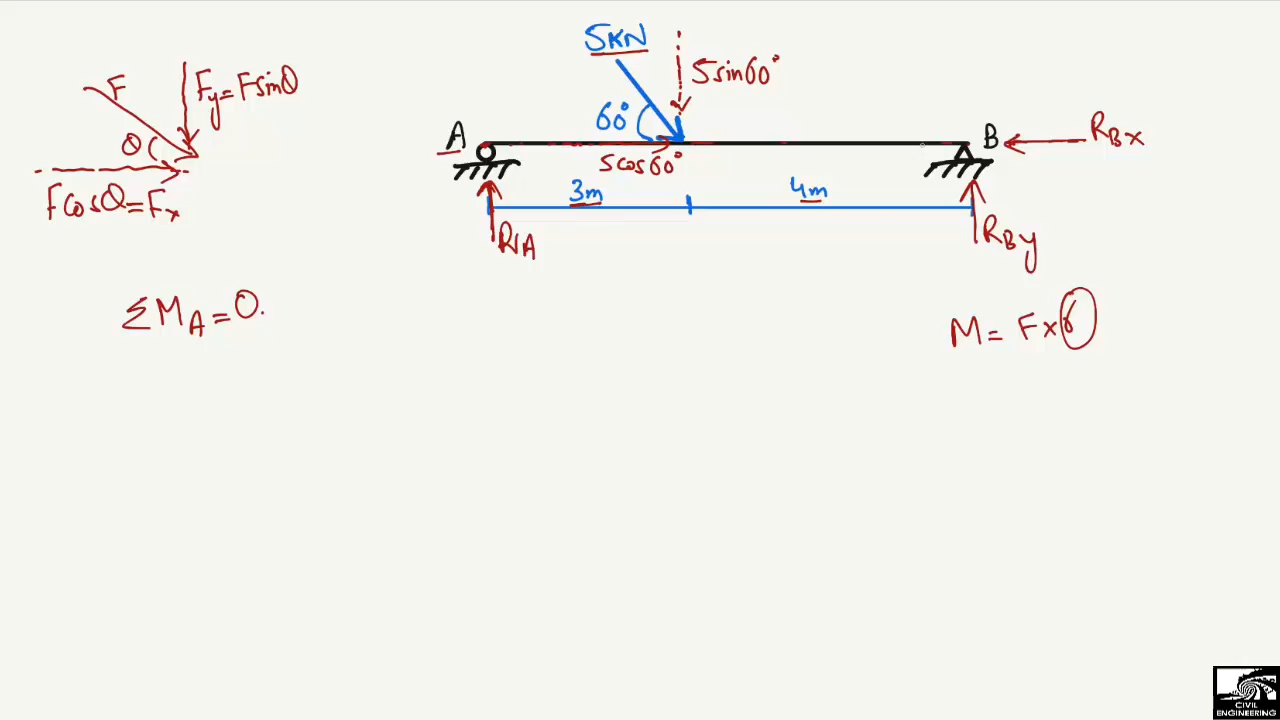 5KN
5sin60°
F
Fy=Fsinθ
60°
θ
A
B
RBx
5cos60°
Fcosθ=Fx
3m
4m
RA
RBy
ΣMA=0.
M=F×r
CIVIL
ENGINEERING